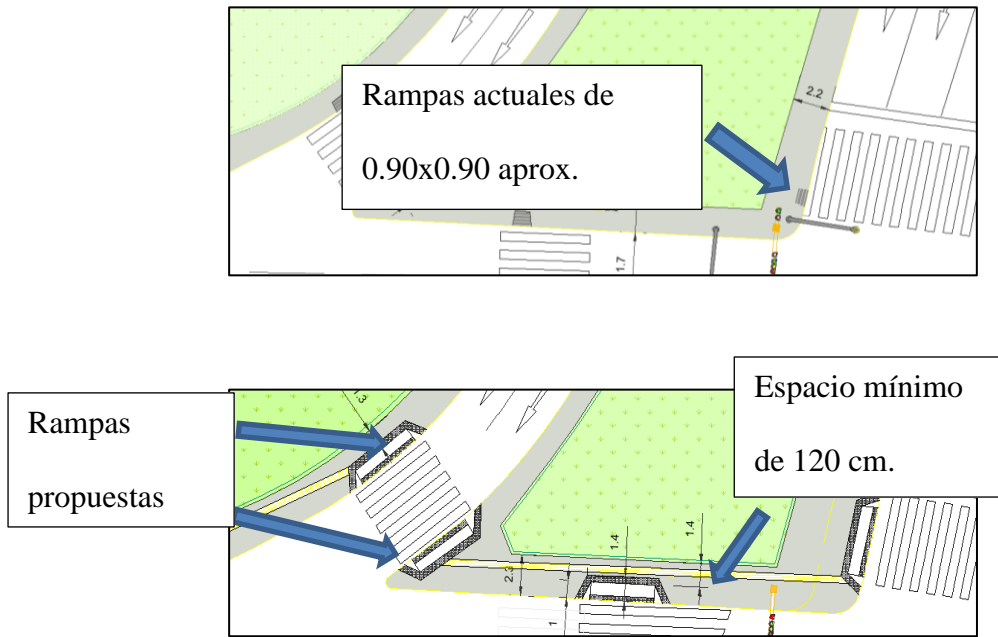 Rampas actuales de
0.90x0.90 aprox.
2.2
1.7
Espacio mínimo
de 120 cm.
Rampas
propuestas
1.3
1.4
1.4
2.3
1